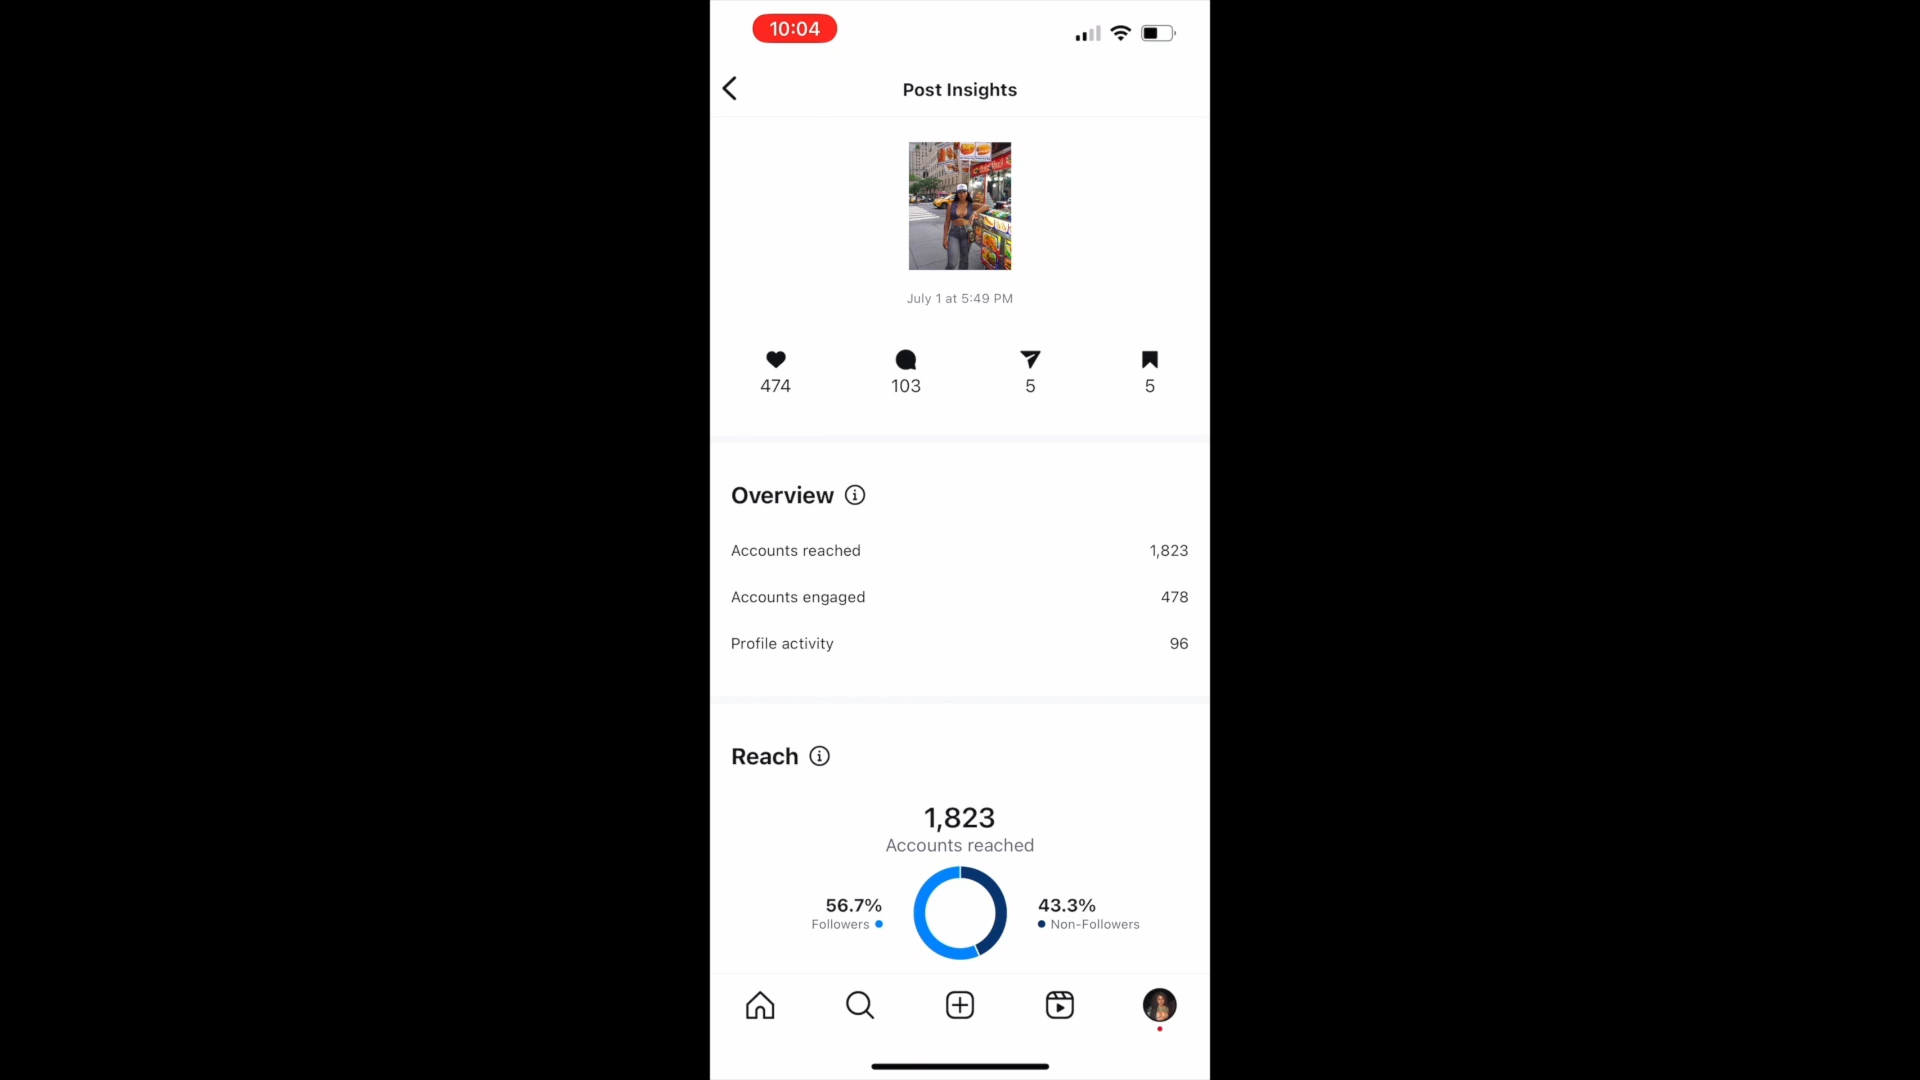 10:04
Post Insights
July 1 at 5:49 PM
474 103 5 5
Overview
Accounts reached 1,823
Accounts engaged 478
Profile activity 96
Reach
1,823
Accounts reached
56.7% 43.3%
Followers Non-Followers